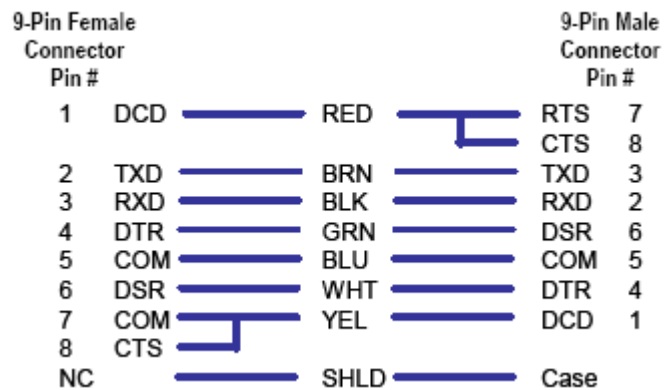 9-Pin Female 9-Pin Male
Connector Connector
Pin # Pin #
1 DCD RED RTS 7
CTS 8
2 TXD BRN TXD 3
3 RXD BLK RXD 2
4 DTR GRN DSR 6
5 COM BLU COM 5
6 DSR WHT DTR 4
7 COM YEL DCD 1
8 CTS
NC SHLD Case